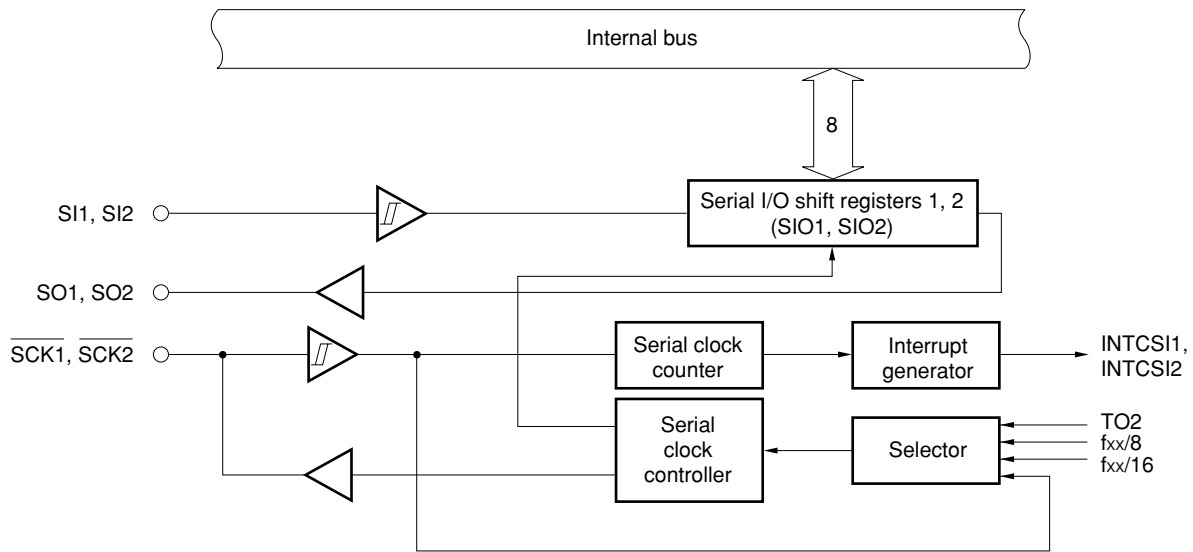 Internal bus
8
SI1, SI2
Serial I/O shift registers 1, 2
(SIO1, SIO2)
SO1, SO2
SCK1, SCK2
Serial clock
counter
Interrupt
generator
INTCSI1,
INTCSI2
Serial
clock
controller
Selector
TO2
fxx/8
fxx/16